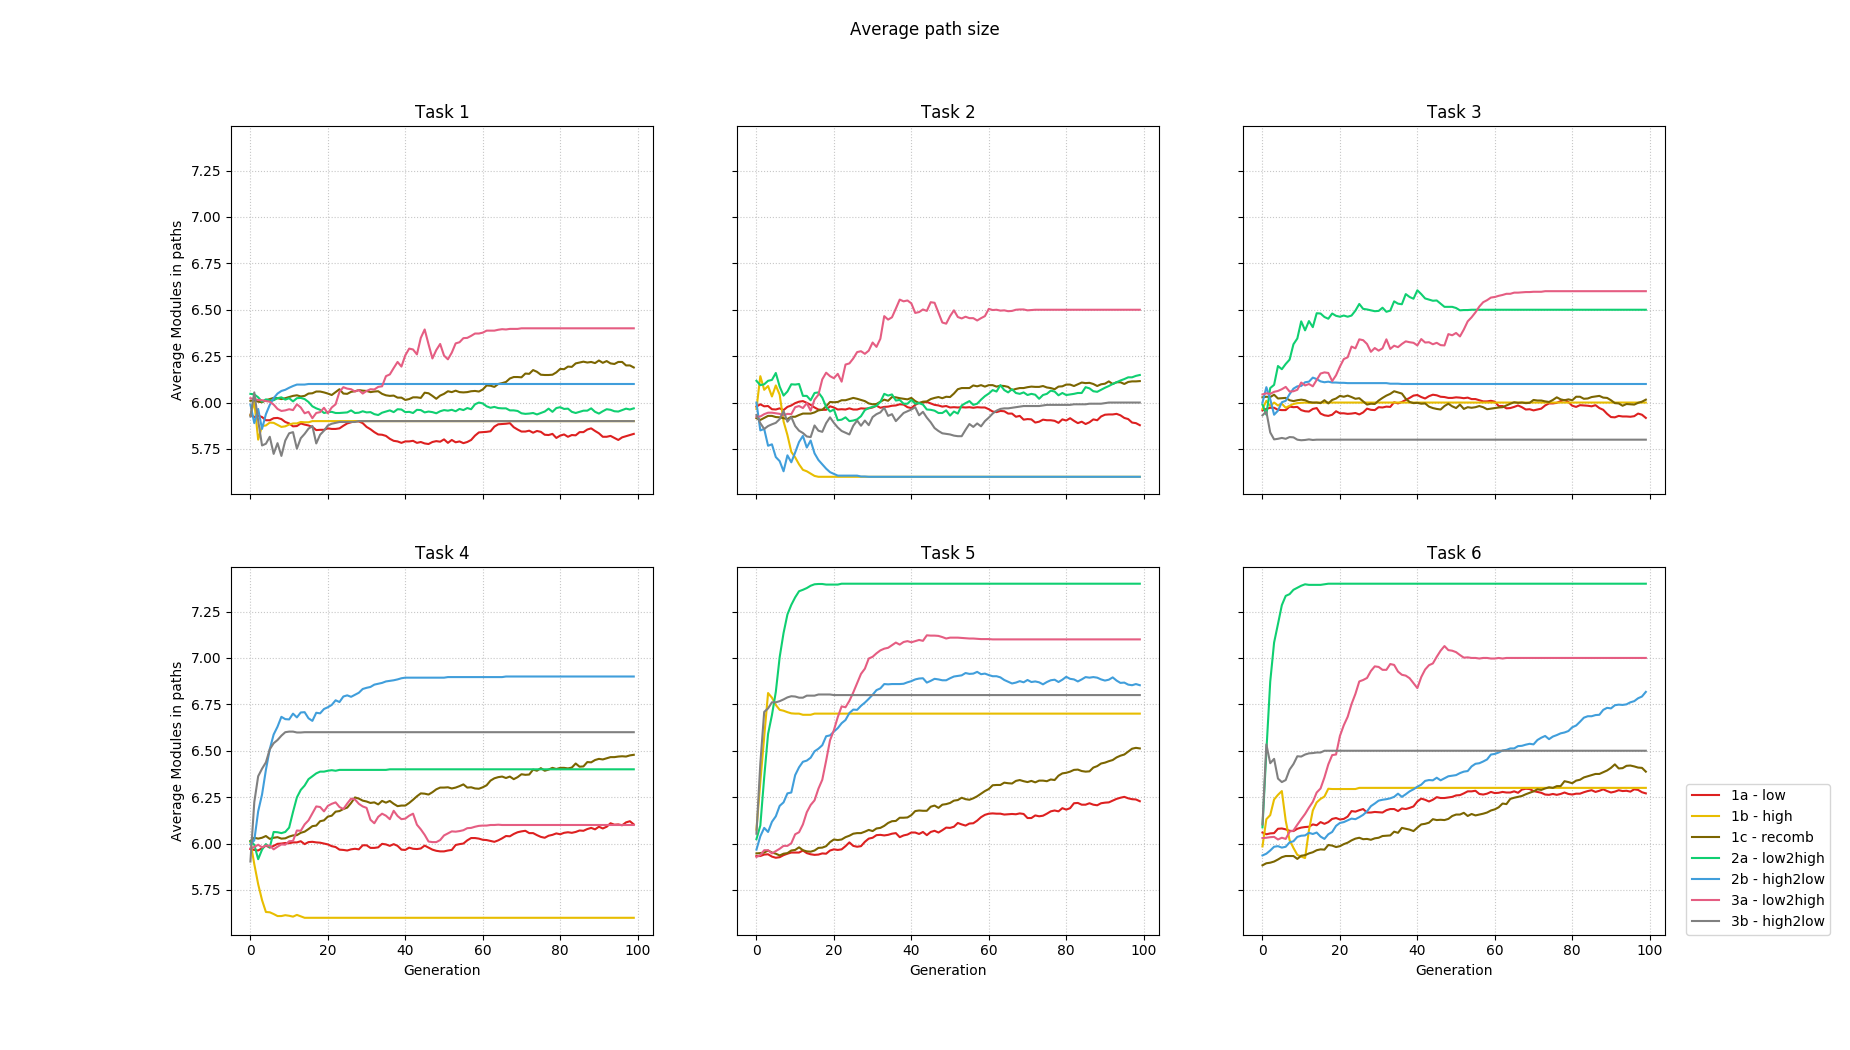 Average path size
Task 1
Task 2
Task 3
Average Modules in paths
7.25
7.00
6.75
6.50
6.25
6.00
5.75
Task 4
Task 5
Task 6
Average Modules in paths
7.25
7.00
6.75
6.50
6.25
6.00
5.75
0 20 40 60 80 100
0 20 40 60 80 100
0 20 40 60 80 100
Generation
Generation
Generation
1a - low
1b - high
1c - recomb
2a - low2high
2b - high2low
3a - low2high
3b - high2low